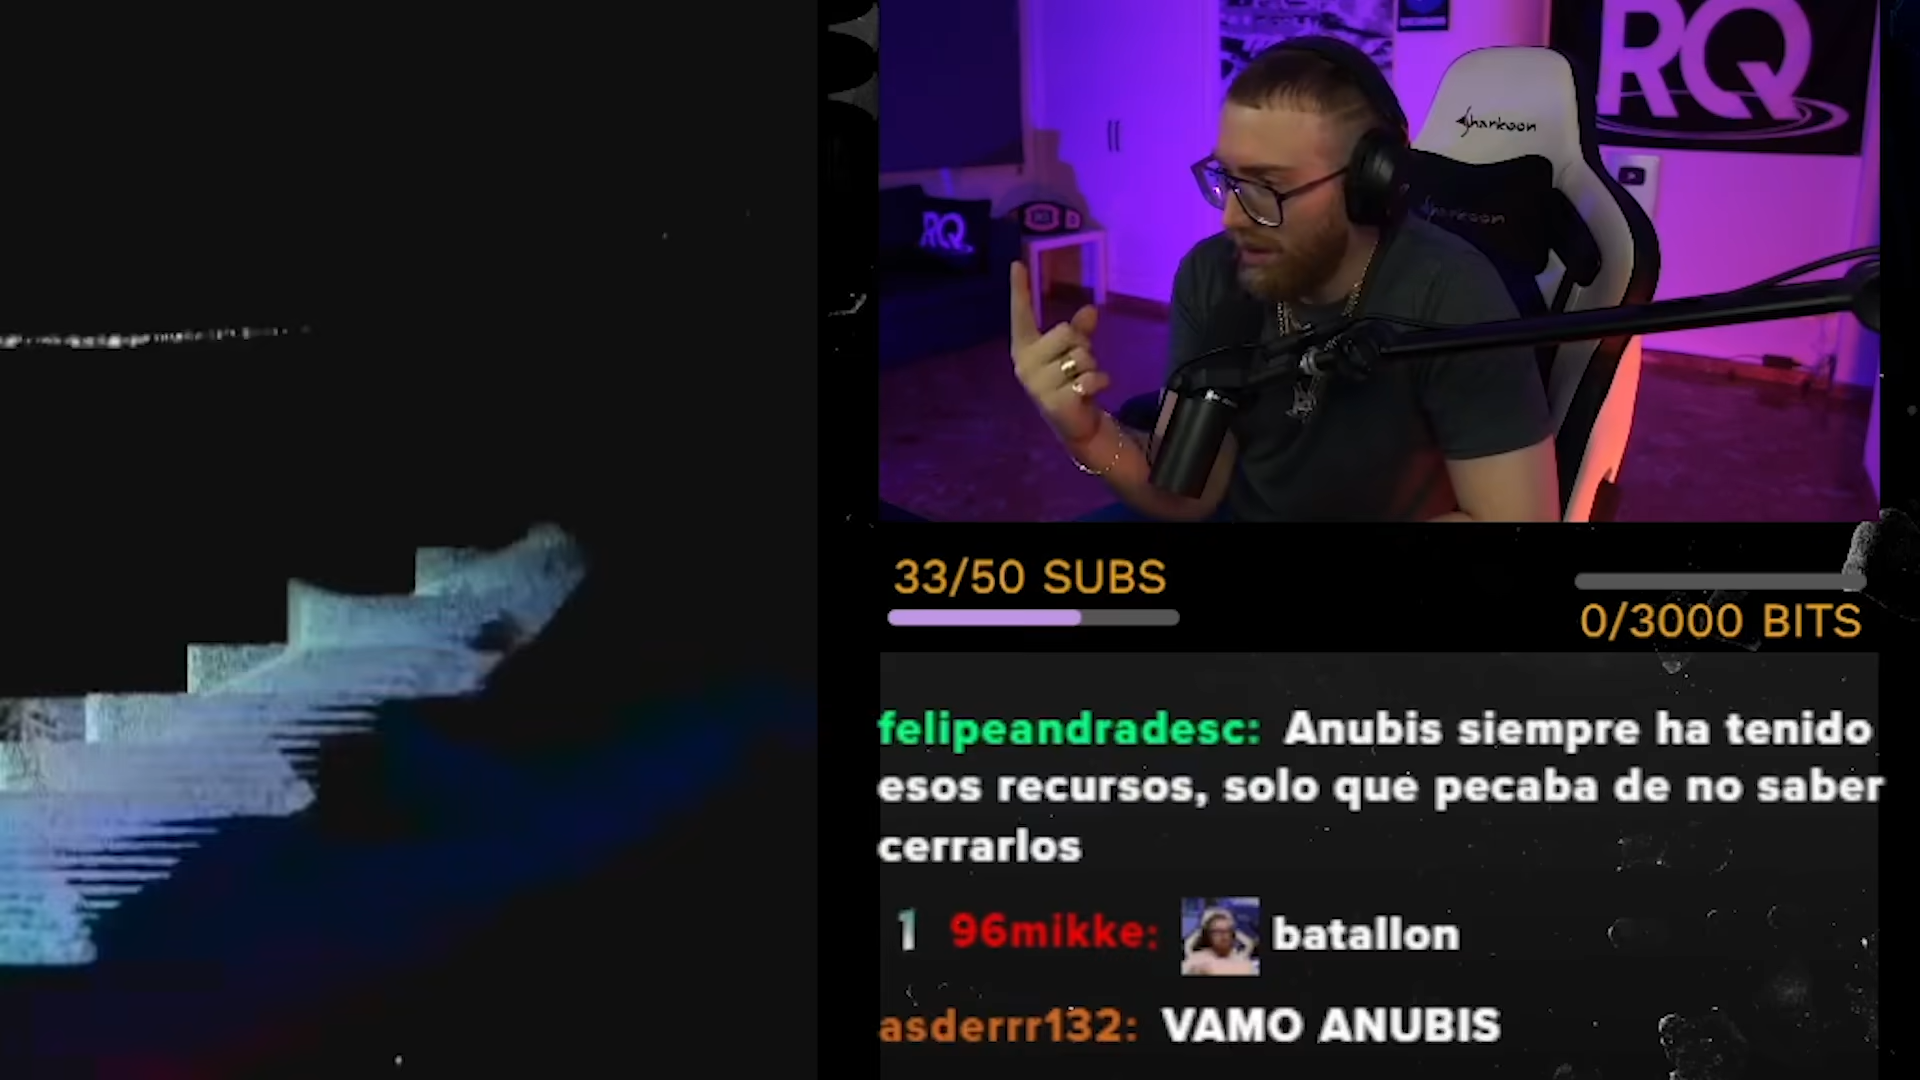 RQ
Sharkoon
Sharkoon
RQ
33/50 SUBS
0/3000 BITS
felipeandradesc: Anubis siempre ha tenido
esos recursos, solo que pecaba de no saber
cerrarlos
1 96mikke: batallon
asderrr132: VAMO ANUBIS